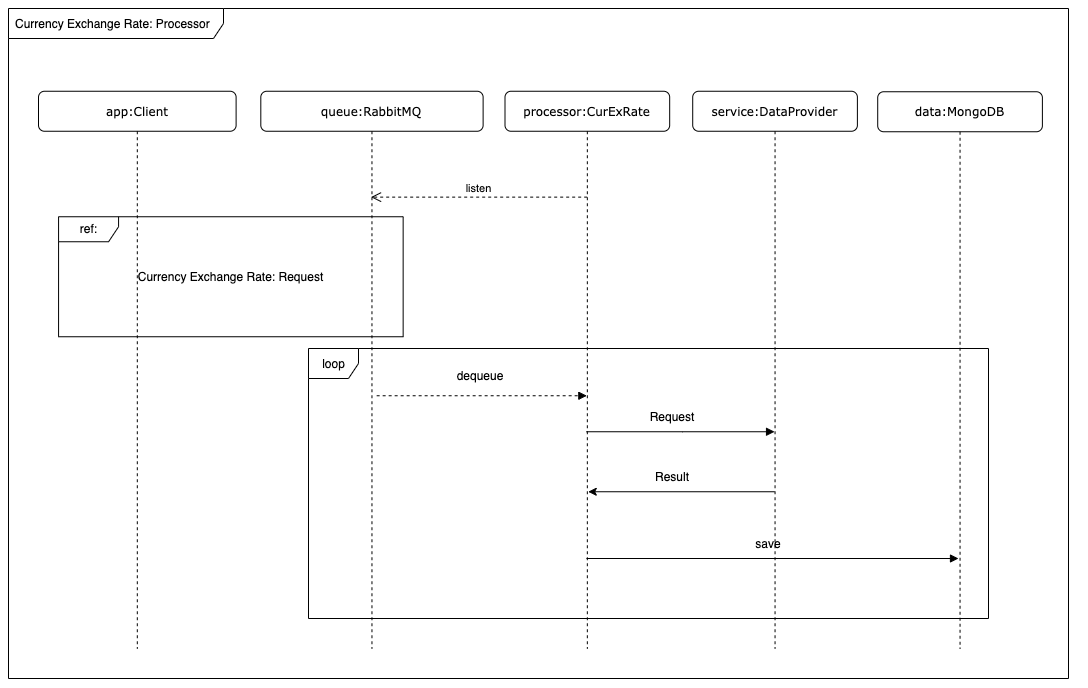 Currency Exchange Rate: Processor
app:Client
queue:RabbitMQ
processor:CurExRate
service:DataProvider
data:MongoDB
listen
ref:
Currency Exchange Rate: Request
loop
dequeue
Request
Result
save